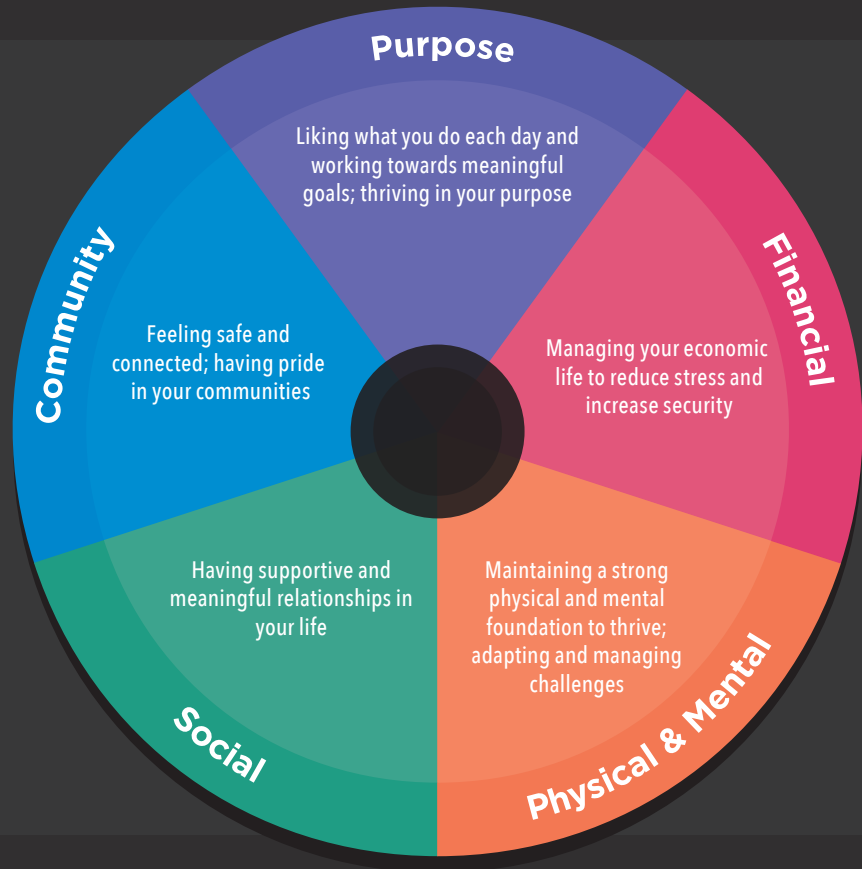 Purpose
Liking what you do each day and
working towards meaningful
goals; thriving in your purpose
Financial
Managing your economic
life to reduce stress and
increase security
Physical & Mental
Maintaining a strong
physical and mental
foundation to thrive;
adapting and managing
challenges
Social
Having supportive and
meaningful relationships in
your life
Community
Feeling safe and
connected; having pride
in your communities